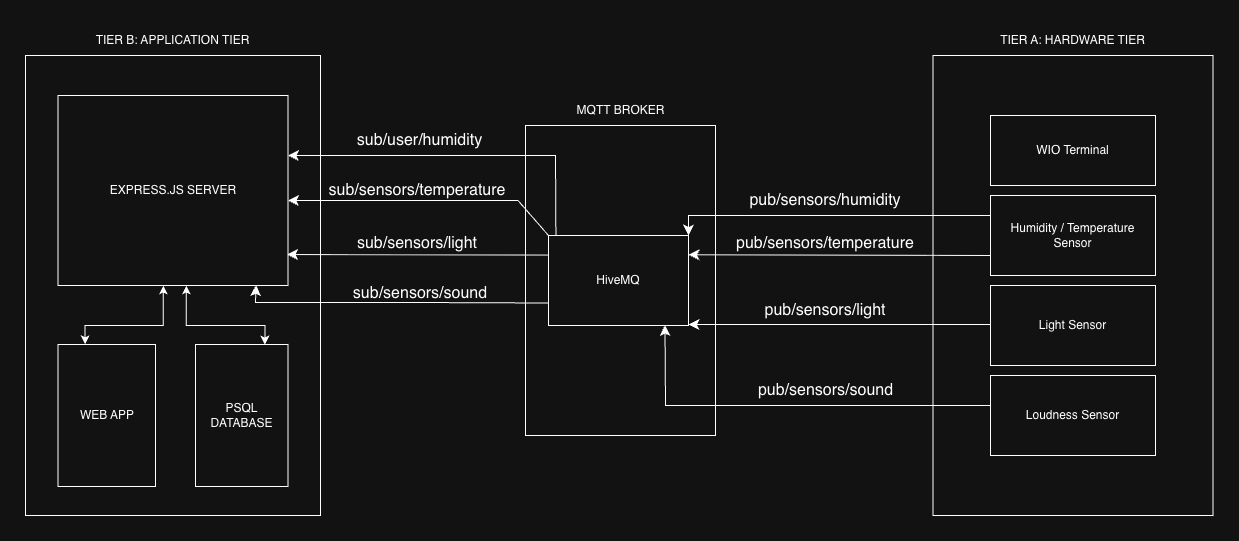 TIER B: APPLICATION TIER
EXPRESS.JS SERVER
WEB APP
PSQL
DATABASE
sub/user/humidity
sub/sensors/temperature
sub/sensors/light
sub/sensors/sound
MQTT BROKER
HiveMQ
pub/sensors/humidity
pub/sensors/temperature
pub/sensors/light
pub/sensors/sound
TIER A: HARDWARE TIER
WIO Terminal
Humidity / Temperature
Sensor
Light Sensor
Loudness Sensor